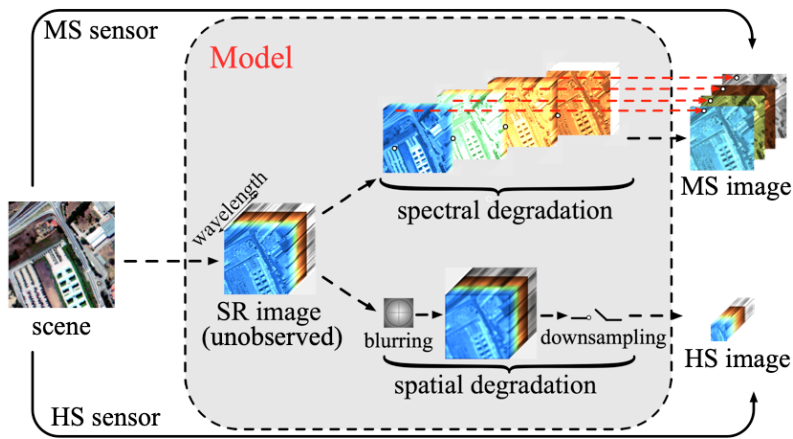 MS sensor
Model
wavelength
spectral degradation
MS image
scene
SR image
(unobserved)
blurring
downsampling
spatial degradation
HS image
HS sensor